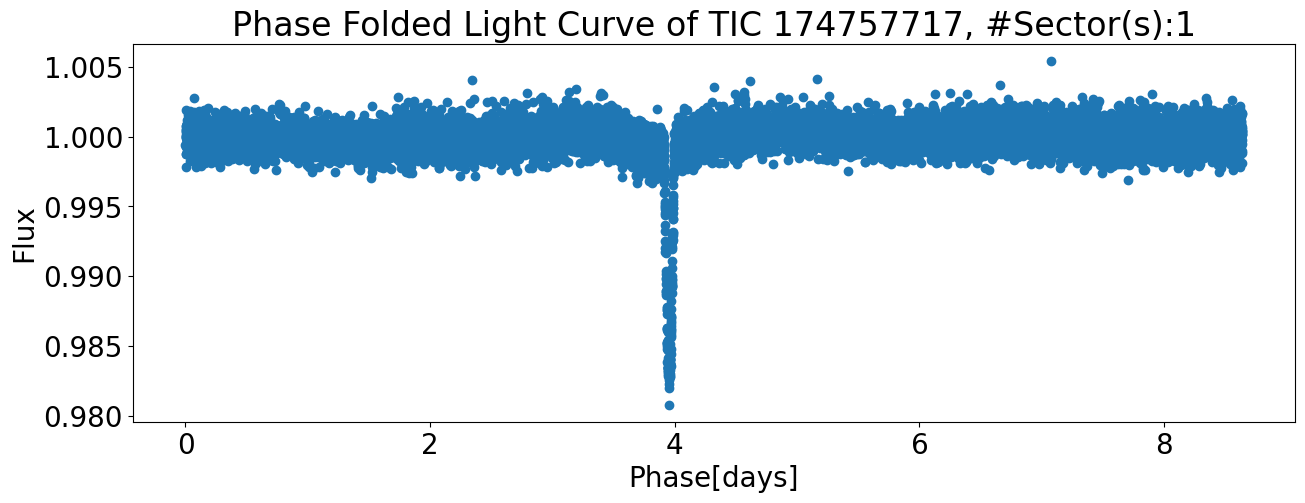 Phase Folded Light Curve of TIC 174757717, #Sector(s):1
1.005
1.000
0.995
0.990
0.985
0.980
Flux
0 2 4 6 8
Phase[days]